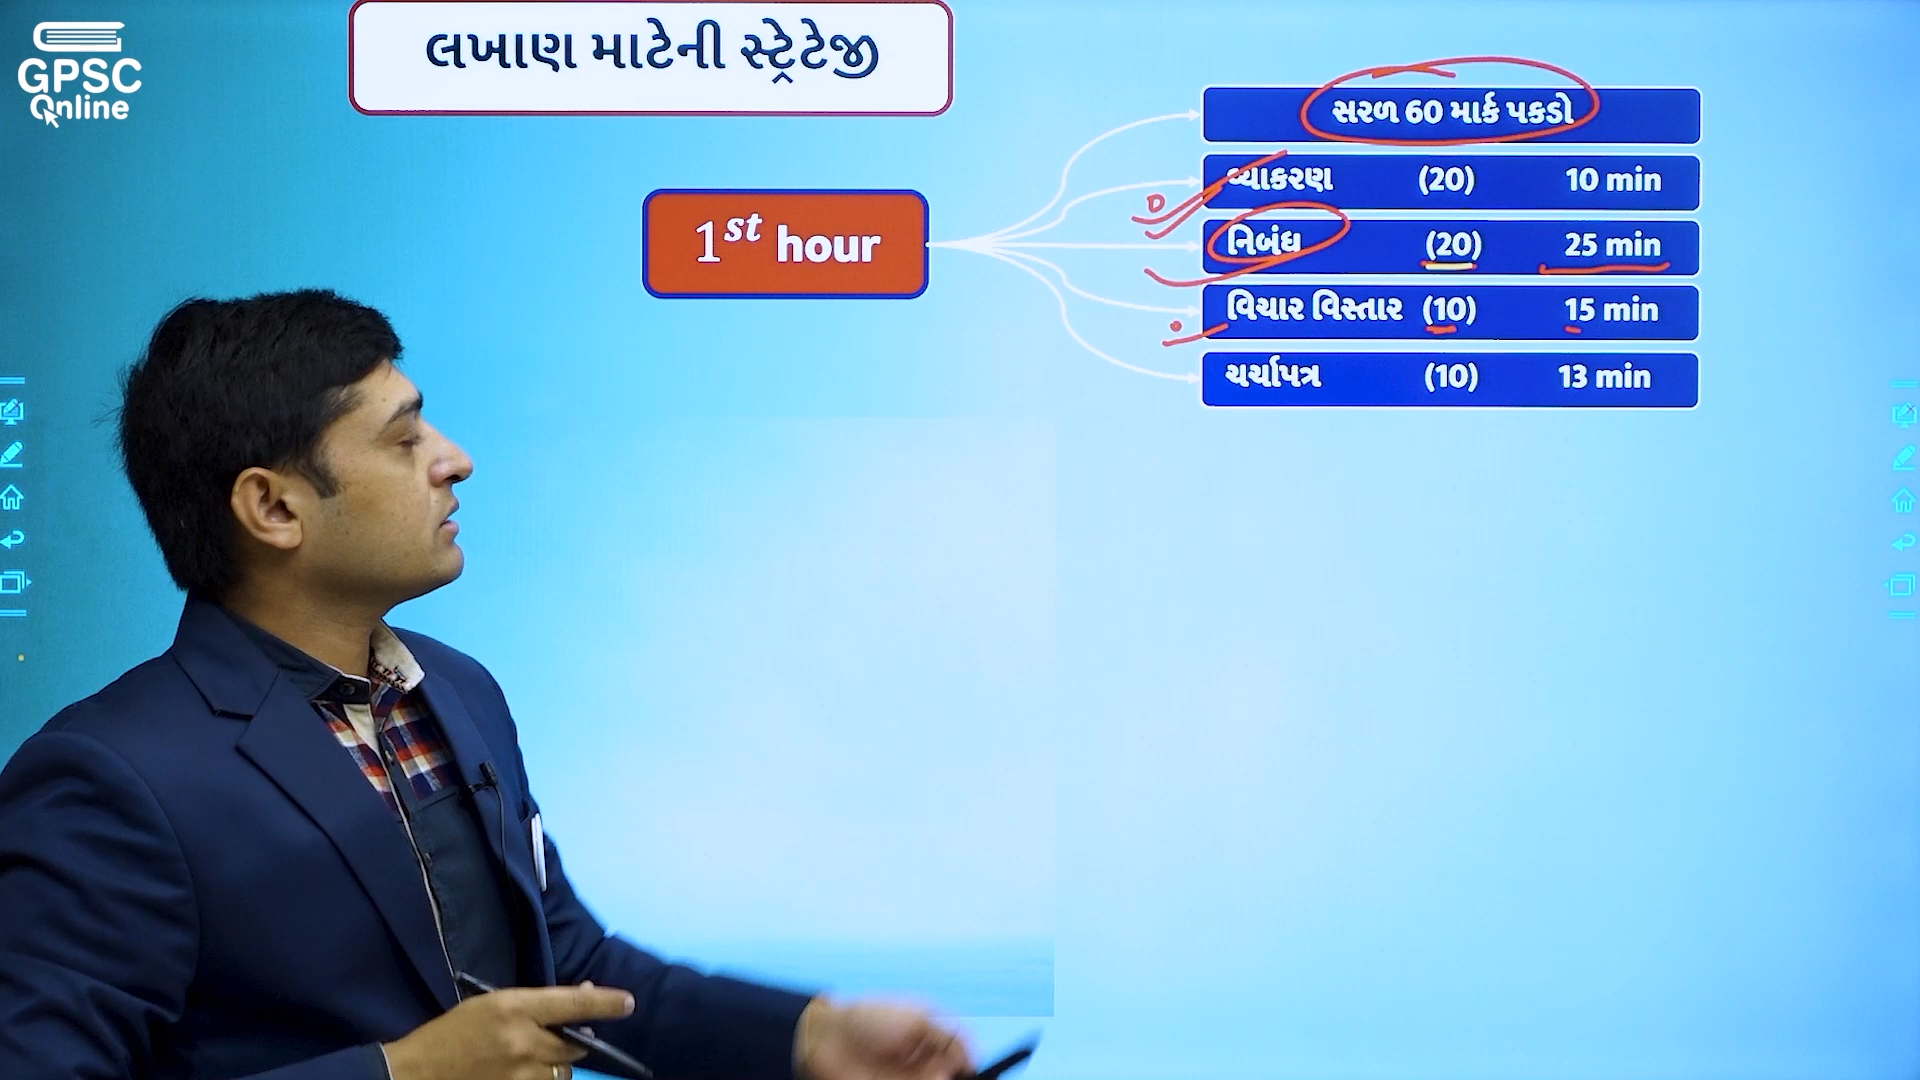 GPSC
Online
લખાણ માટેની સ્ટ્રેટેજી
1st hour
સરળ 60 માર્ક પકડો
વ્યાકરણ (20) 10 min
નિબંધ (20) 25 min
વિચાર વિસ્તાર (10) 15 min
ચર્ચાપત્ર (10) 13 min